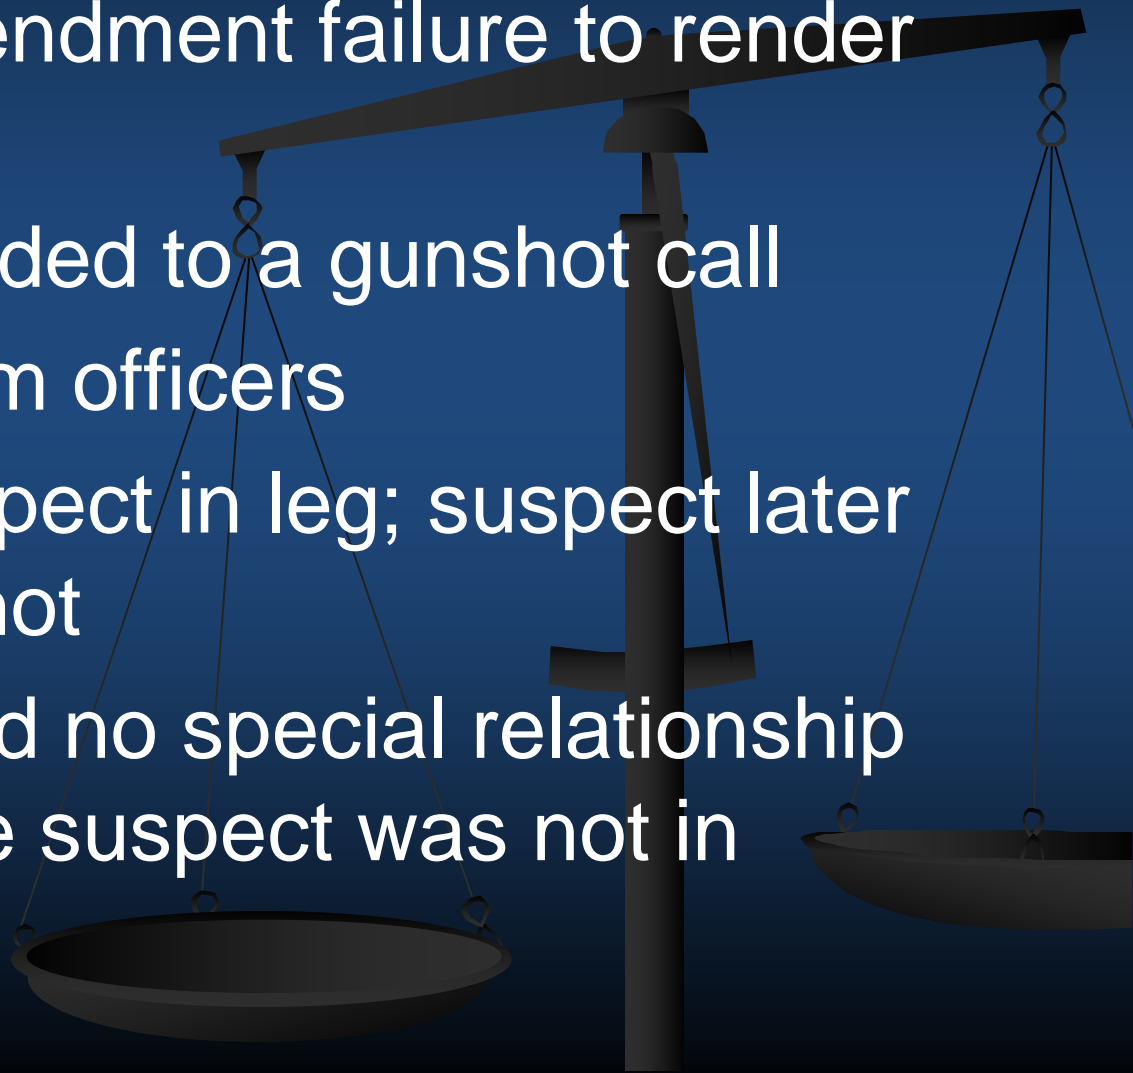 endment failure to render
ded to a gunshot call
m officers
pect in leg; suspect later
not
d no special relationship
e suspect was not in